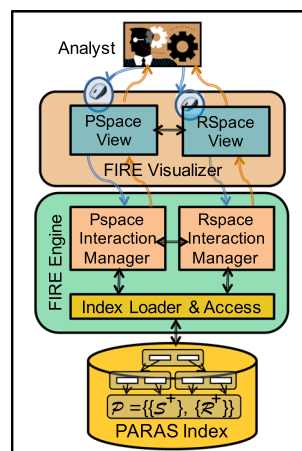 Analyst
PSpace View
RSpace View
FIRE Visualizer
FIRE Engine
Pspace Interaction Manager
Rspace Interaction Manager
Index Loader & Access
𝒫 = {{𝒮⁺}, {ℛ⁺}}
PARAS Index